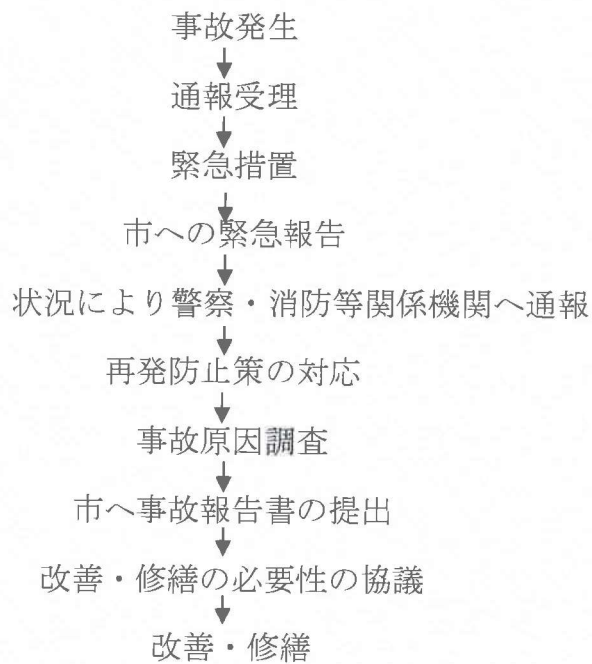 事故発生
通報受理
緊急措置
市への緊急報告
状況により警察・消防等関係機関へ通報
再発防止策の対応
事故原因調査
市へ事故報告書の提出
改善・修繕の必要性の協議
改善・修繕